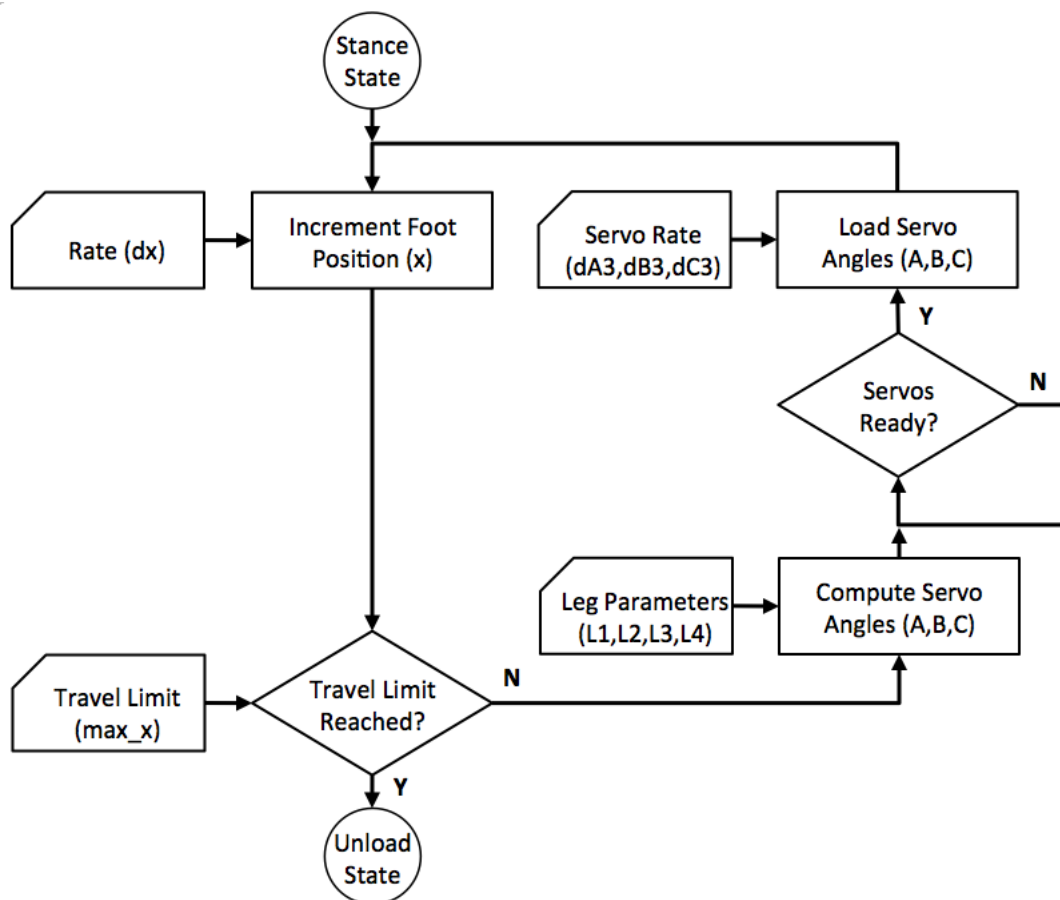 Stance
State
Rate (dx)
Increment Foot
Position (x)
Servo Rate
(dA3,dB3,dC3)
Load Servo
Angles (A,B,C)
Y
Servos
Ready?
N
Leg Parameters
(L1,L2,L3,L4)
Compute Servo
Angles (A,B,C)
Travel Limit
(max_x)
Travel Limit
Reached?
N
Y
Unload
State